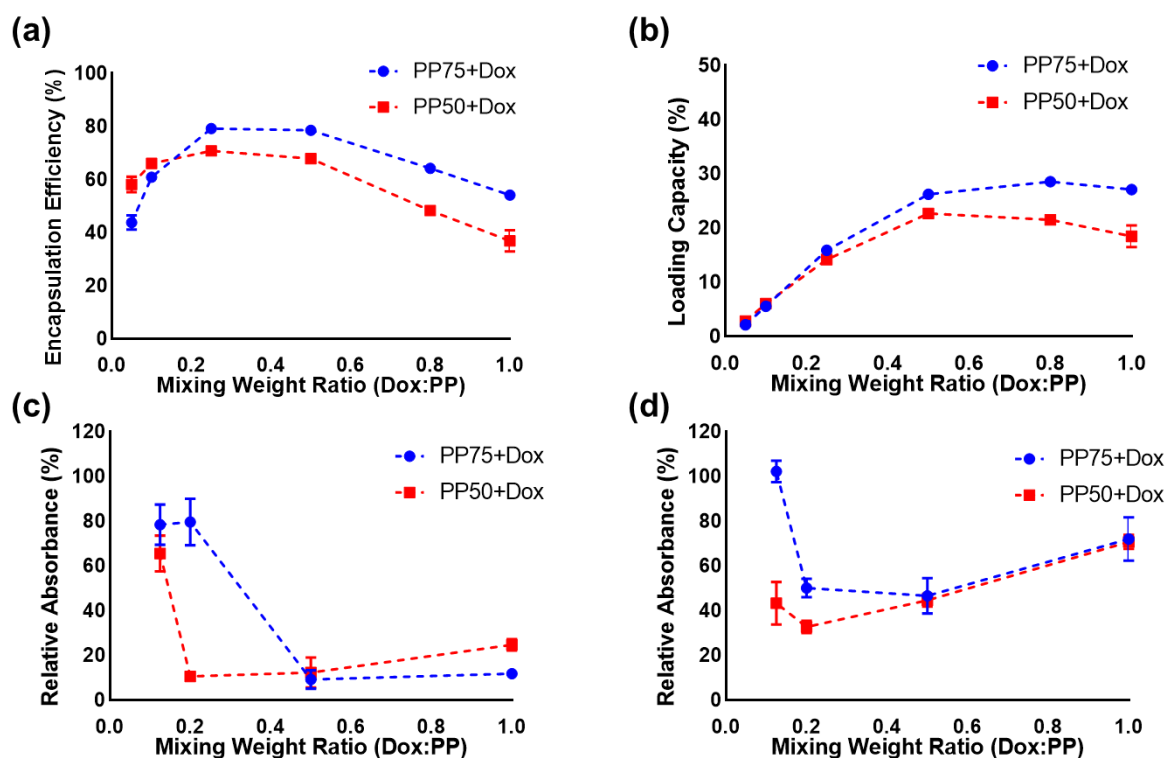 (a)
Encapsulation Efficiency (%)
100
80
60
40
20
0
PP75+Dox
PP50+Dox
0.0 0.2 0.4 0.6 0.8 1.0
Mixing Weight Ratio (Dox:PP)
(b)
Loading Capacity (%)
50
40
30
20
10
0
PP75+Dox
PP50+Dox
0.0 0.2 0.4 0.6 0.8 1.0
Mixing Weight Ratio (Dox:PP)
(c)
Relative Absorbance (%)
120
100
80
60
40
20
0
PP75+Dox
PP50+Dox
0.0 0.2 0.4 0.6 0.8 1.0
Mixing Weight Ratio (Dox:PP)
(d)
Relative Absorbance (%)
120
100
80
60
40
20
0
PP75+Dox
PP50+Dox
0.0 0.2 0.4 0.6 0.8 1.0
Mixing Weight Ratio (Dox:PP)